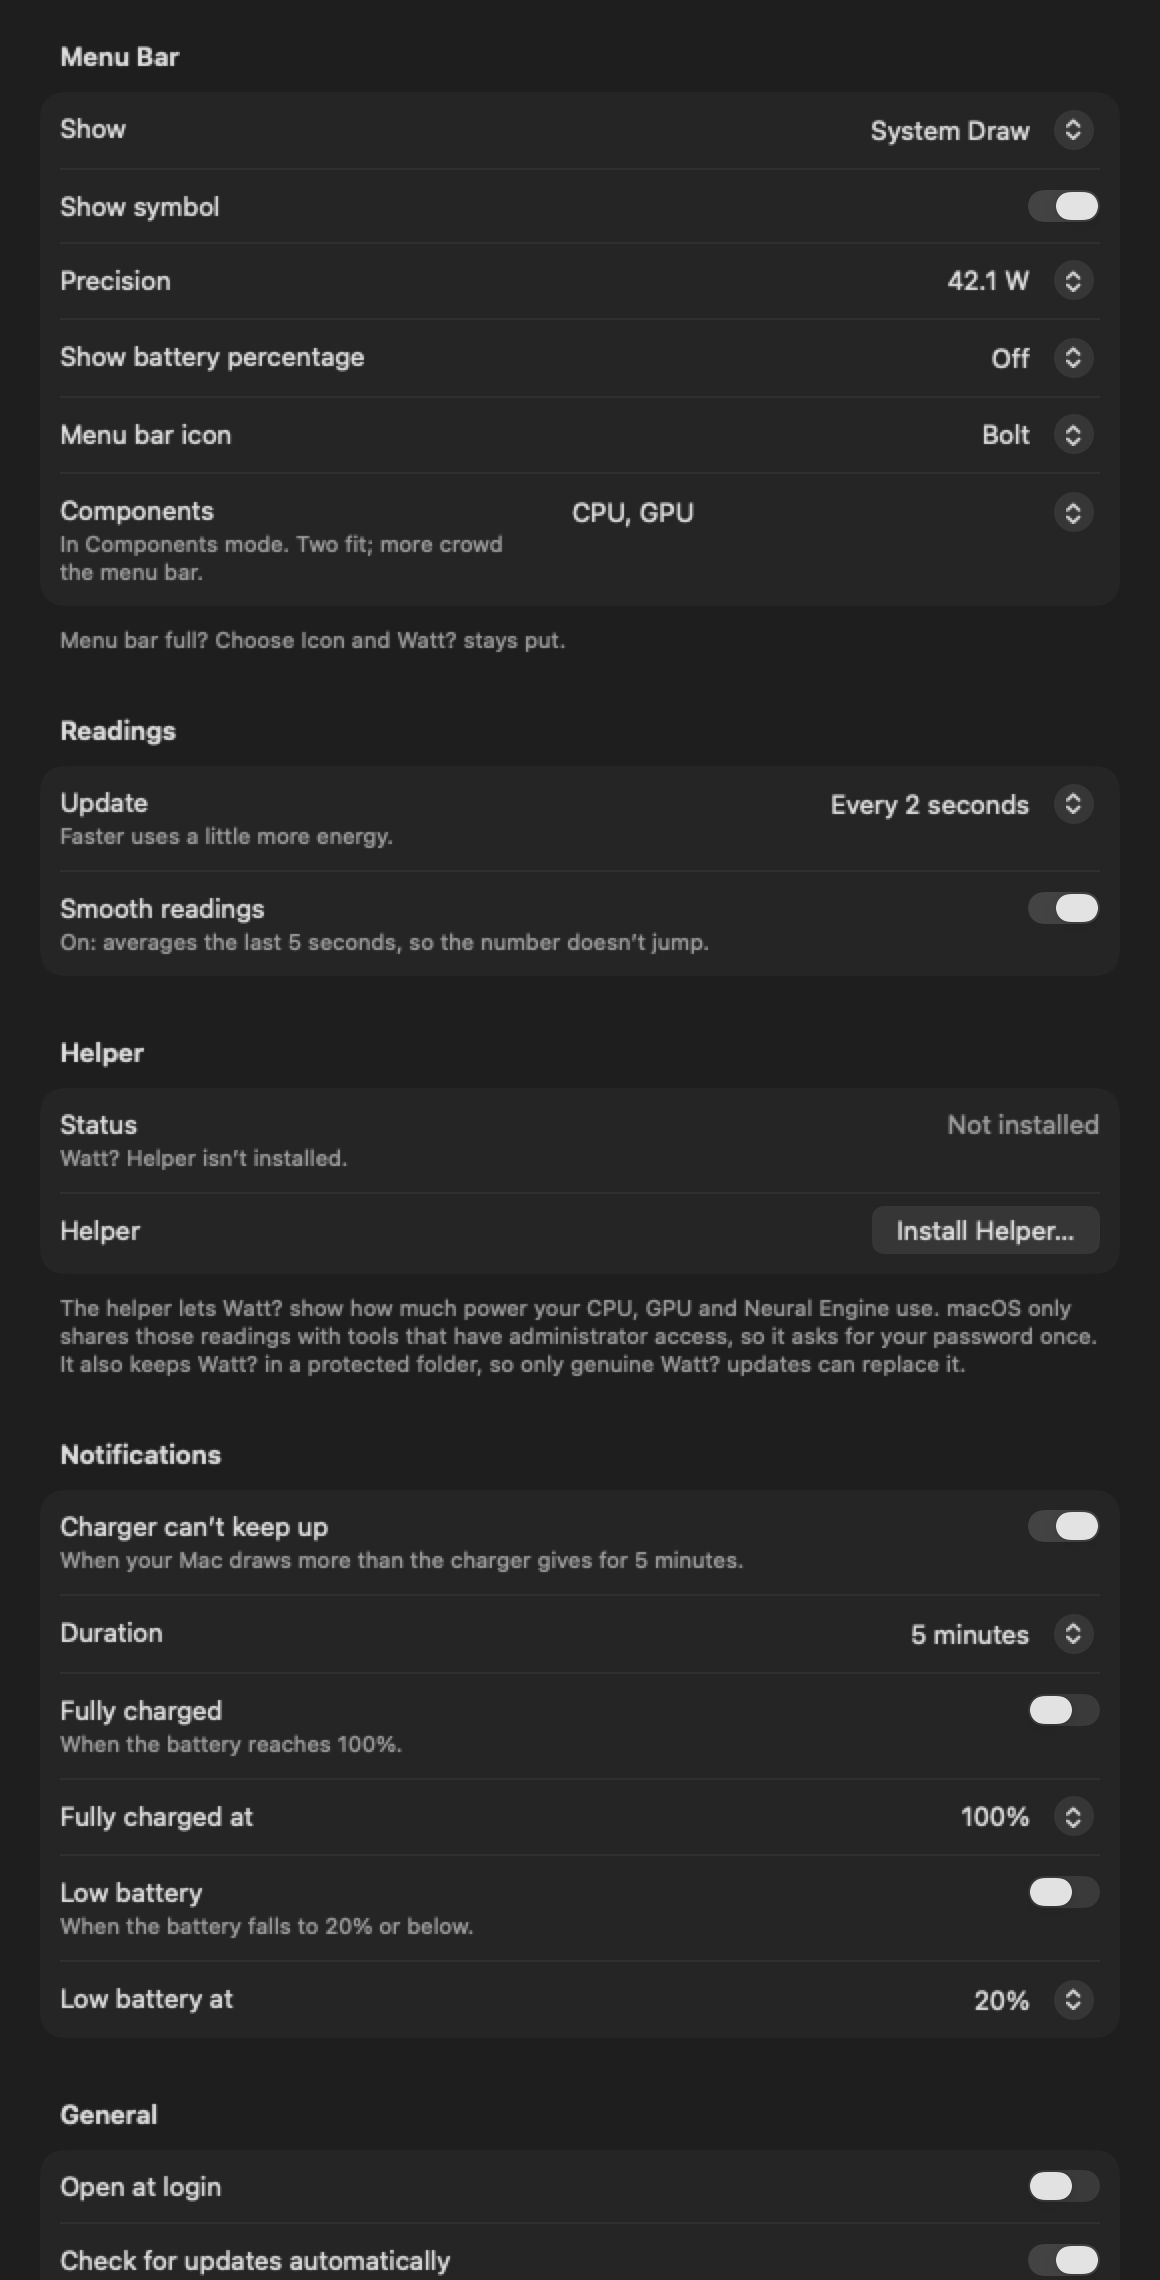 Menu Bar
Show
System Draw
Show symbol
Precision
42.1 W
Show battery percentage
Off
Menu bar icon
Bolt
Components
CPU, GPU
In Components mode. Two fit; more crowd
the menu bar.
Menu bar full? Choose Icon and Watt? stays put.
Readings
Update
Every 2 seconds
Faster uses a little more energy.
Smooth readings
On: averages the last 5 seconds, so the number doesn’t jump.
Helper
Status
Not installed
Watt? Helper isn’t installed.
Helper
Install Helper...
The helper lets Watt? show how much power your CPU, GPU and Neural Engine use. macOS only
shares those readings with tools that have administrator access, so it asks for your password once.
It also keeps Watt? in a protected folder, so only genuine Watt? updates can replace it.
Notifications
Charger can’t keep up
When your Mac draws more than the charger gives for 5 minutes.
Duration
5 minutes
Fully charged
When the battery reaches 100%.
Fully charged at
100%
Low battery
When the battery falls to 20% or below.
Low battery at
20%
General
Open at login
Check for updates automatically